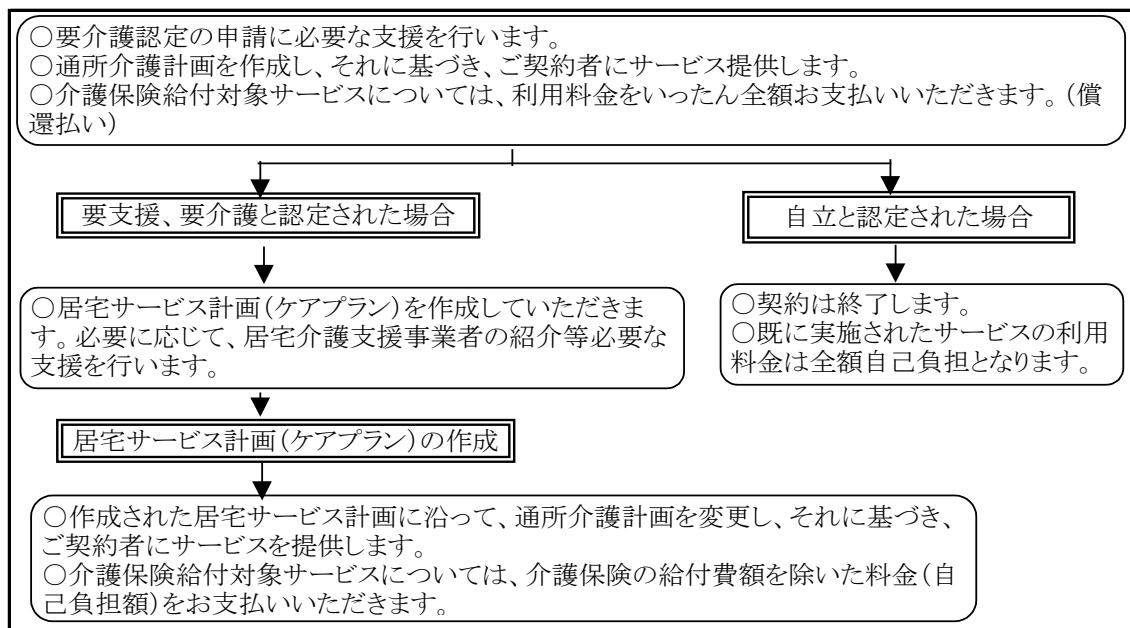 ○要介護認定の申請に必要な支援を行います。
○通所介護計画を作成し、それに基づき、ご契約者にサービス提供します。
○介護保険給付対象サービスについては、利用料金をいったん全額お支払いいただきます。(償
還払い)
要支援、要介護と認定された場合
自立と認定された場合
○居宅サービス計画(ケアプラン)を作成していただきま
す。必要に応じて、居宅介護支援事業者の紹介等必要な
支援を行います。
○契約は終了します。
○既に実施されたサービスの利用
料金は全額自己負担となります。
居宅サービス計画(ケアプラン)の作成
○作成された居宅サービス計画に沿って、通所介護計画を変更し、それに基づき、
ご契約者にサービスを提供します。
○介護保険給付対象サービスについては、介護保険の給付費額を除いた料金(自
己負担額)をお支払いいただきます。